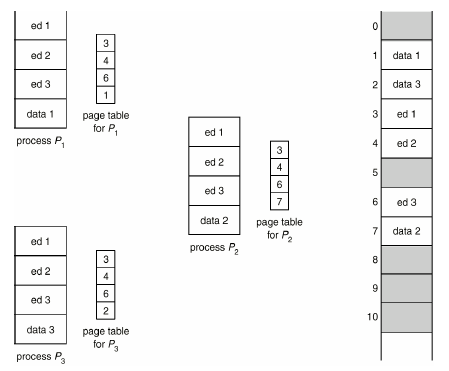 ed 1
ed 2
ed 3
data 1
process P1
3
4
6
1
page table
for P1
ed 1
ed 2
ed 3
data 2
process P2
3
4
6
7
page table
for P2
ed 1
ed 2
ed 3
data 3
process P3
3
4
6
2
page table
for P3
0
1 data 1
2 data 3
3 ed 1
4 ed 2
5
6 ed 3
7 data 2
8
9
10